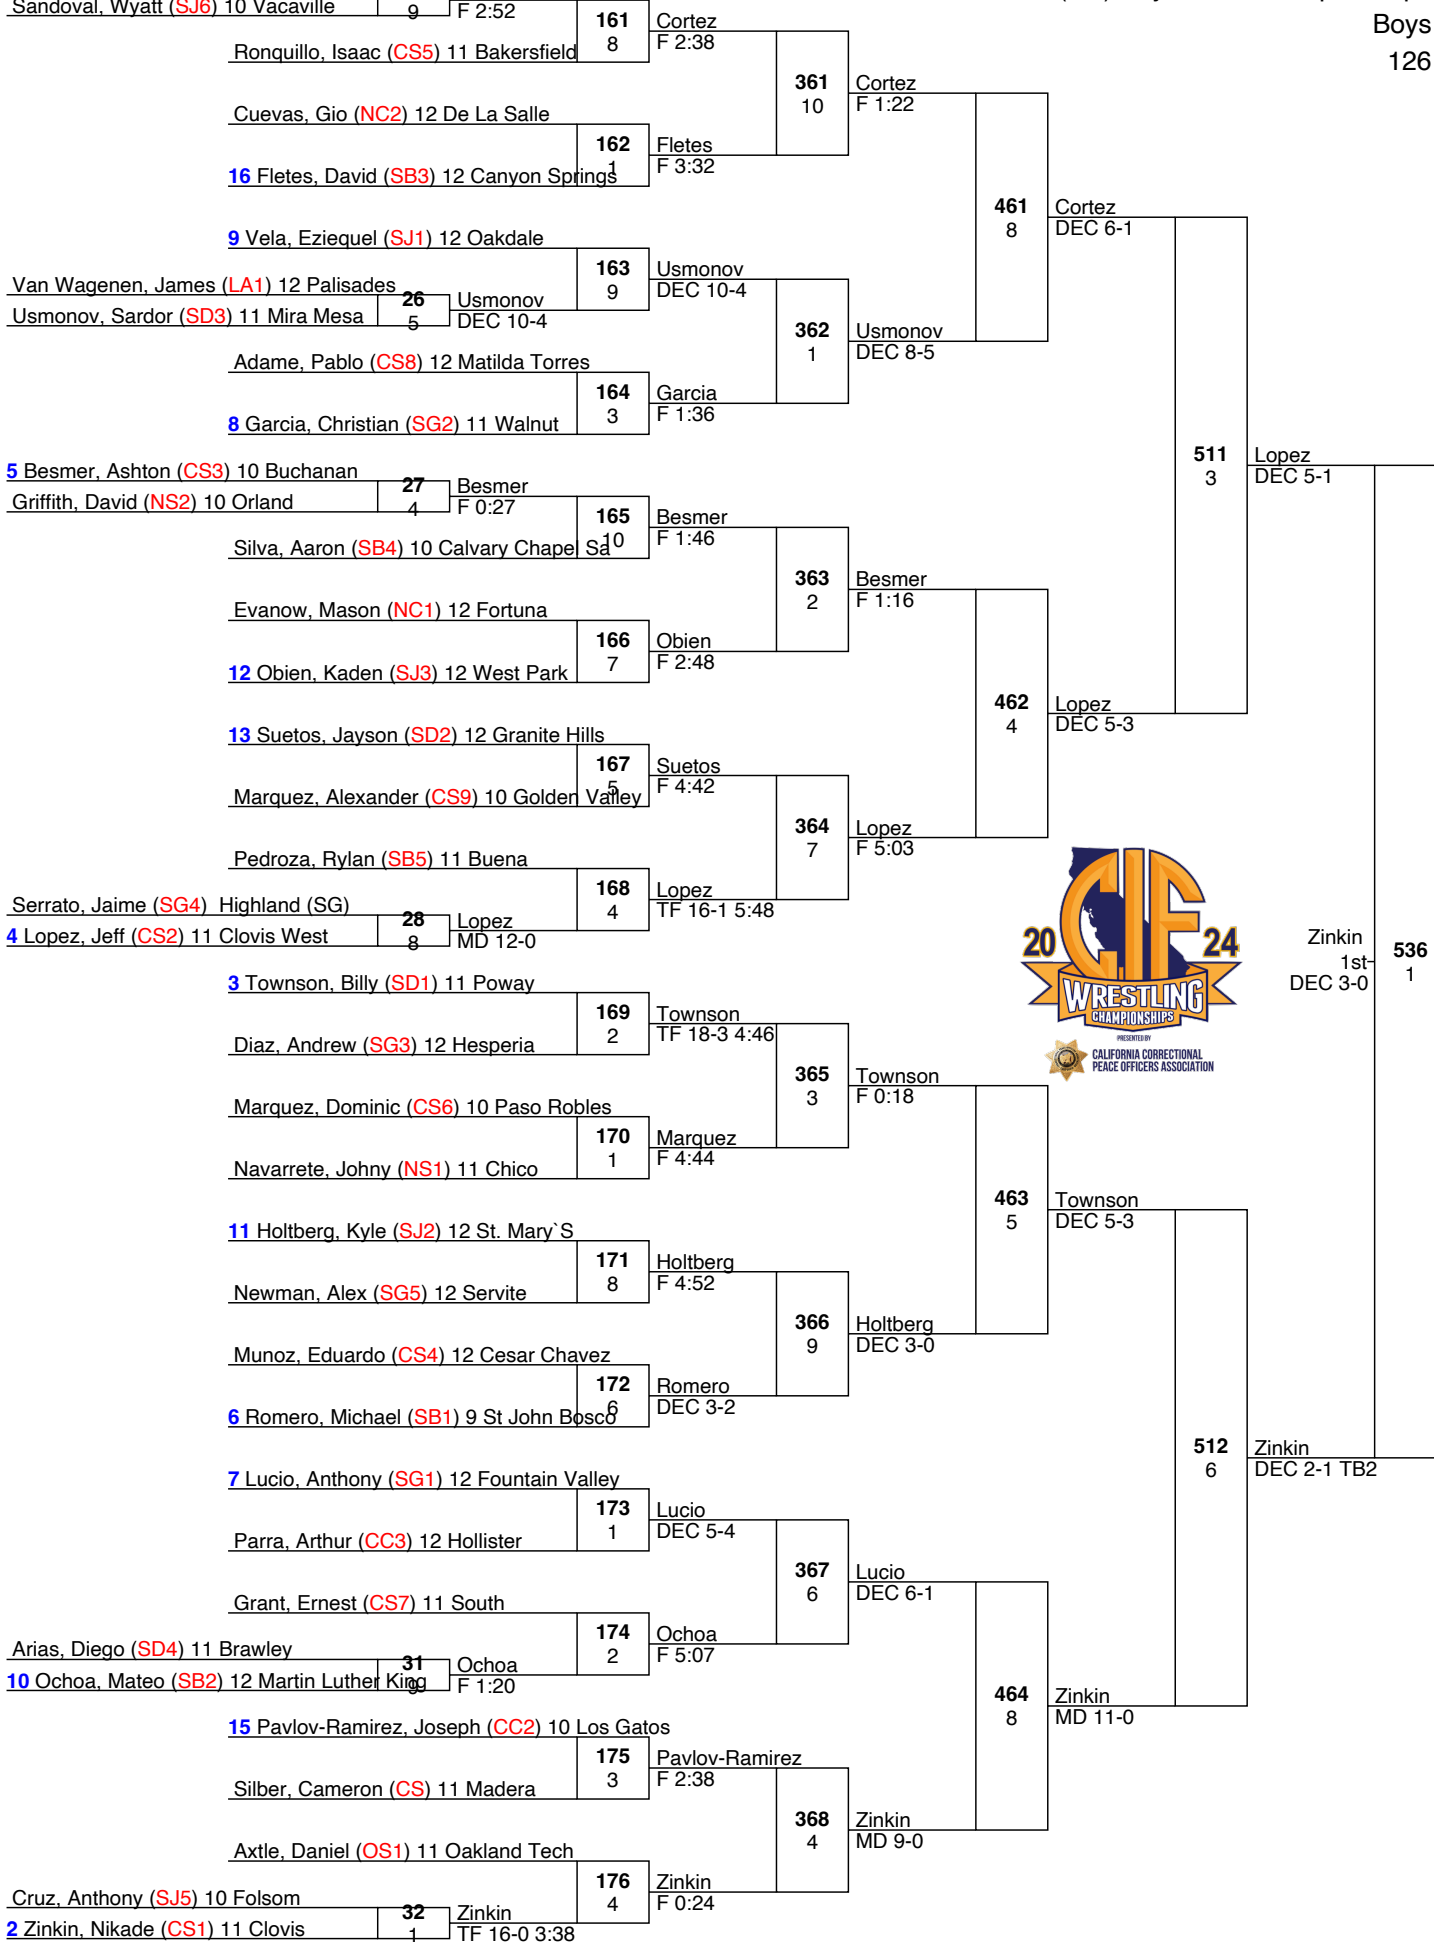 Sandoval, Wyatt (SJ6) 10 Vacaville
9
F 2:52
Boys
126
161
8
Cortez
F 2:38
Ronquillo, Isaac (CS5) 11 Bakersfield
361
10
Cortez
F 1:22
Cuevas, Gio (NC2) 12 De La Salle
162
1
Fletes
F 3:32
16 Fletes, David (SB3) 12 Canyon Springs
461
8
Cortez
DEC 6-1
9 Vela, Eziequel (SJ1) 12 Oakdale
163
9
Usmonov
DEC 10-4
Van Wagenen, James (LA1) 12 Palisades
26
5
Usmonov
DEC 10-4
Usmonov, Sardor (SD3) 11 Mira Mesa
362
1
Usmonov
DEC 8-5
Adame, Pablo (CS8) 12 Matilda Torres
164
3
Garcia
F 1:36
8 Garcia, Christian (SG2) 11 Walnut
511
3
Lopez
DEC 5-1
5 Besmer, Ashton (CS3) 10 Buchanan
27
4
Besmer
F 0:27
Griffith, David (NS2) 10 Orland
165
10
Besmer
F 1:46
Silva, Aaron (SB4) 10 Calvary Chapel Sa
363
2
Besmer
F 1:16
Evanow, Mason (NC1) 12 Fortuna
166
7
Obien
F 2:48
12 Obien, Kaden (SJ3) 12 West Park
462
4
Lopez
DEC 5-3
13 Suetos, Jayson (SD2) 12 Granite Hills
167
5
Suetos
F 4:42
Marquez, Alexander (CS9) 10 Golden Valley
364
7
Lopez
F 5:03
Pedroza, Rylan (SB5) 11 Buena
168
4
Lopez
TF 16-1 5:48
Serrato, Jaime (SG4) Highland (SG)
28
8
Lopez
MD 12-0
4 Lopez, Jeff (CS2) 11 Clovis West
20 CIF 24
WRESTLING
CHAMPIONSHIPS
PRESENTED BY
CALIFORNIA CORRECTIONAL
PEACE OFFICERS ASSOCIATION
Zinkin
1st
DEC 3-0
536
1
3 Townson, Billy (SD1) 11 Poway
169
2
Townson
TF 18-3 4:46
Diaz, Andrew (SG3) 12 Hesperia
365
3
Townson
F 0:18
Marquez, Dominic (CS6) 10 Paso Robles
170
1
Marquez
F 4:44
Navarrete, Johny (NS1) 11 Chico
463
5
Townson
DEC 5-3
11 Holtberg, Kyle (SJ2) 12 St. Mary`S
171
8
Holtberg
F 4:52
Newman, Alex (SG5) 12 Servite
366
9
Holtberg
DEC 3-0
Munoz, Eduardo (CS4) 12 Cesar Chavez
172
6
Romero
DEC 3-2
6 Romero, Michael (SB1) 9 St John Bosco
512
6
Zinkin
DEC 2-1 TB2
7 Lucio, Anthony (SG1) 12 Fountain Valley
173
1
Lucio
DEC 5-4
Parra, Arthur (CC3) 12 Hollister
367
6
Lucio
DEC 6-1
Grant, Ernest (CS7) 11 South
174
2
Ochoa
F 5:07
Arias, Diego (SD4) 11 Brawley
31
9
Ochoa
F 1:20
10 Ochoa, Mateo (SB2) 12 Martin Luther King
464
8
Zinkin
MD 11-0
15 Pavlov-Ramirez, Joseph (CC2) 10 Los Gatos
175
3
Pavlov-Ramirez
F 2:38
Silber, Cameron (CS) 11 Madera
368
4
Zinkin
MD 9-0
Axtle, Daniel (OS1) 11 Oakland Tech
176
4
Zinkin
F 0:24
Cruz, Anthony (SJ5) 10 Folsom
32
1
Zinkin
TF 16-0 3:38
2 Zinkin, Nikade (CS1) 11 Clovis